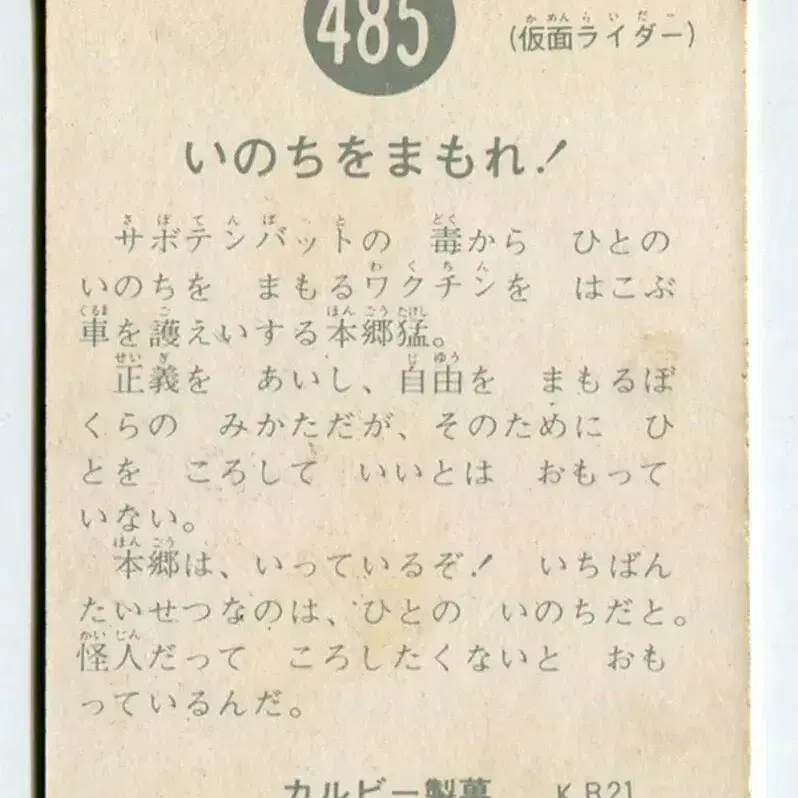 485
(仮面ライダー)
いのちをまもれ!
サボテンバットの 毒から ひとの
いのちを まもるワクチンを はこぶ
車を護えいする本郷猛。
正義を あいし、自由を まもるぼ
くらの みかただが、そのために ひ
とを ころして いいとは おもって
いない。
本郷は、いっているぞ! いちばん
たいせつなのは、ひとの いのちだと。
怪人だって ころしたくないと おも
っているんだ。
カルビー製菓 K.R21